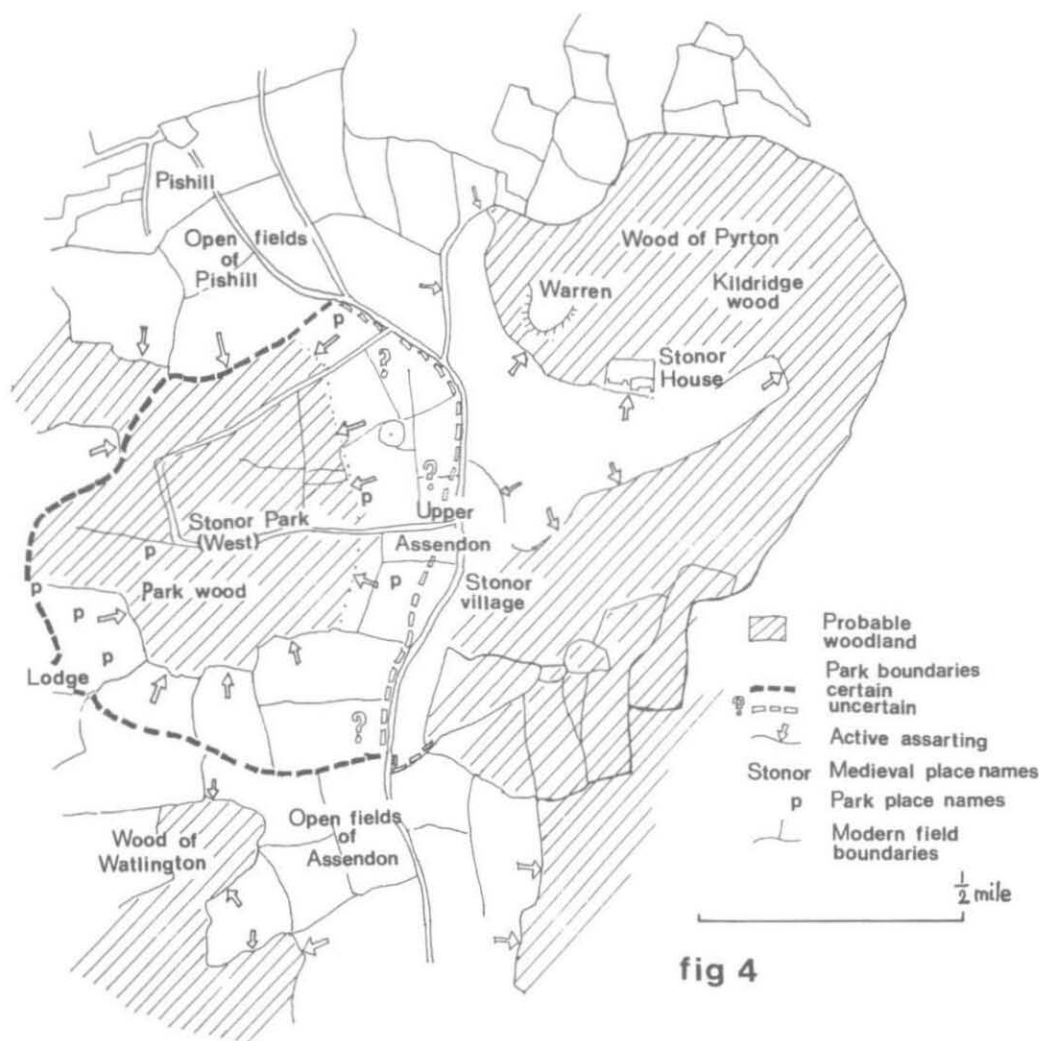 Pishill
Open fields
of
Pishill
Wood of Pyrton
Kildridge
wood
Warren
Stonor
House
p
?
?
p
Upper
Assendon
Stonor Park
(West)
p
Park wood
p
p
p
p
Stonor
village
Lodge
?
Wood of
Watlington
Open fields
of
Assendon
Probable
woodland
Park boundaries
certain
? uncertain
Active assarting
Stonor Medieval place names
p Park place names
Modern field
boundaries
1/2 mile
fig 4